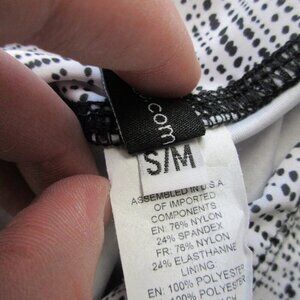 .com
S/M
ASSEMBLED IN U.S.A
OF IMPORTED
COMPONENTS
EN: 76% NYLON
24% SPANDEX
FR: 76% NYLON
24% ELASTHANNE
LINING
EN: 100% POLYESTER
100% POLYESTER